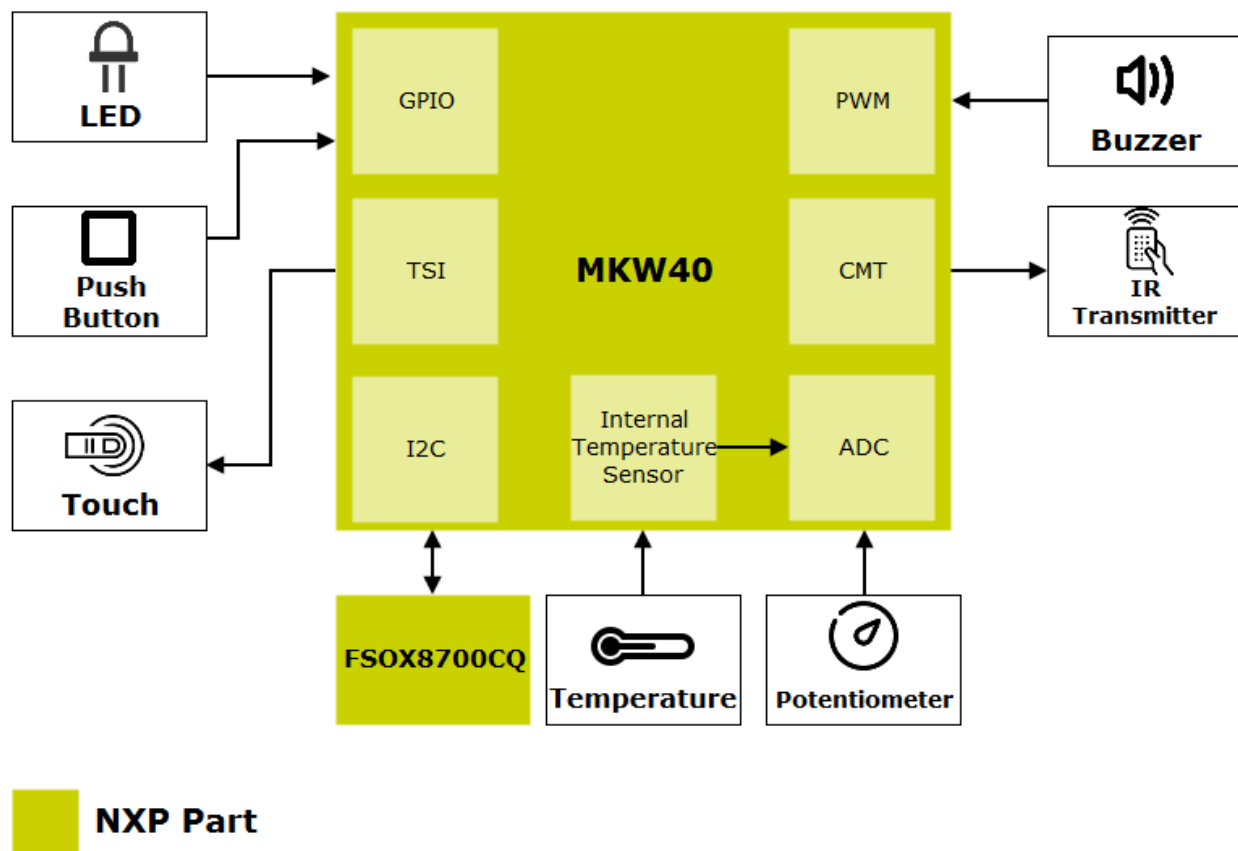 LED
GPIO
PWM
Buzzer
Push
Button
TSI
MKW40
CMT
IR
Transmitter
Touch
I2C
Internal
Temperature
Sensor
ADC
FSOX8700CQ
Temperature
Potentiometer
NXP Part